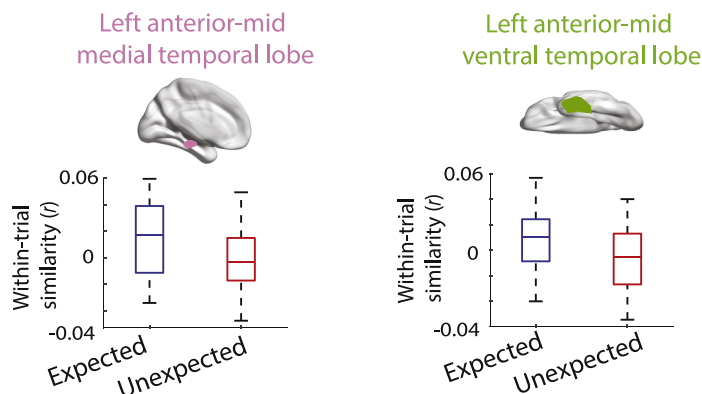 Left anterior-mid
medial temporal lobe
0.06
0
-0.04
Within-trial
similarity (r)
Expected
Unexpected
Left anterior-mid
ventral temporal lobe
0.06
0
-0.04
Within-trial
similarity (r)
Expected
Unexpected